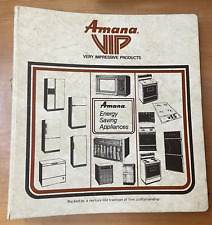 Amana
VIP
VERY IMPRESSIVE PRODUCTS
Amana
Energy
Saving
Appliances
Backed by a century-old tradition of fine craftsmanship